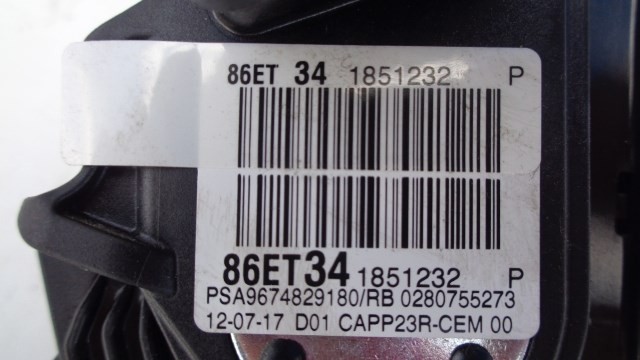 86ET 34 1851232 P
86ET34 1851232 P
PSA9674829180/RB 0280755273
12-07-17 D01 CAPP23R-CEM 00